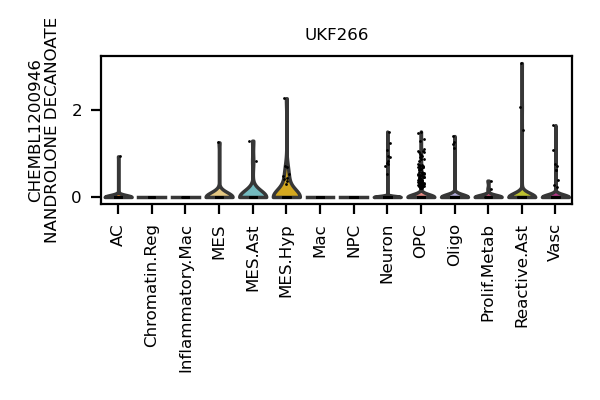 UKF266
CHEMBL1200946
NANDROLONE DECANOATE
2
0
AC
Chromatin.Reg
Inflammatory.Mac
MES
MES.Ast
MES.Hyp
Mac
NPC
Neuron
OPC
Oligo
Prolif.Metab
Reactive.Ast
Vasc